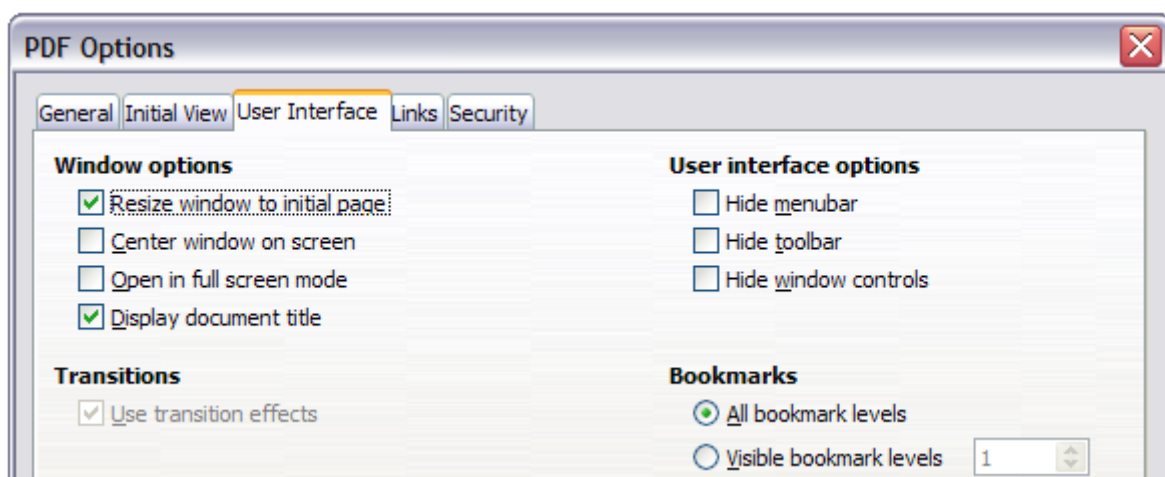 PDF Options
General Initial View User Interface Links Security
Window options
Resize window to initial page
Center window on screen
Open in full screen mode
Display document title
User interface options
Hide menubar
Hide toolbar
Hide window controls
Transitions
Use transition effects
Bookmarks
All bookmark levels
Visible bookmark levels 1